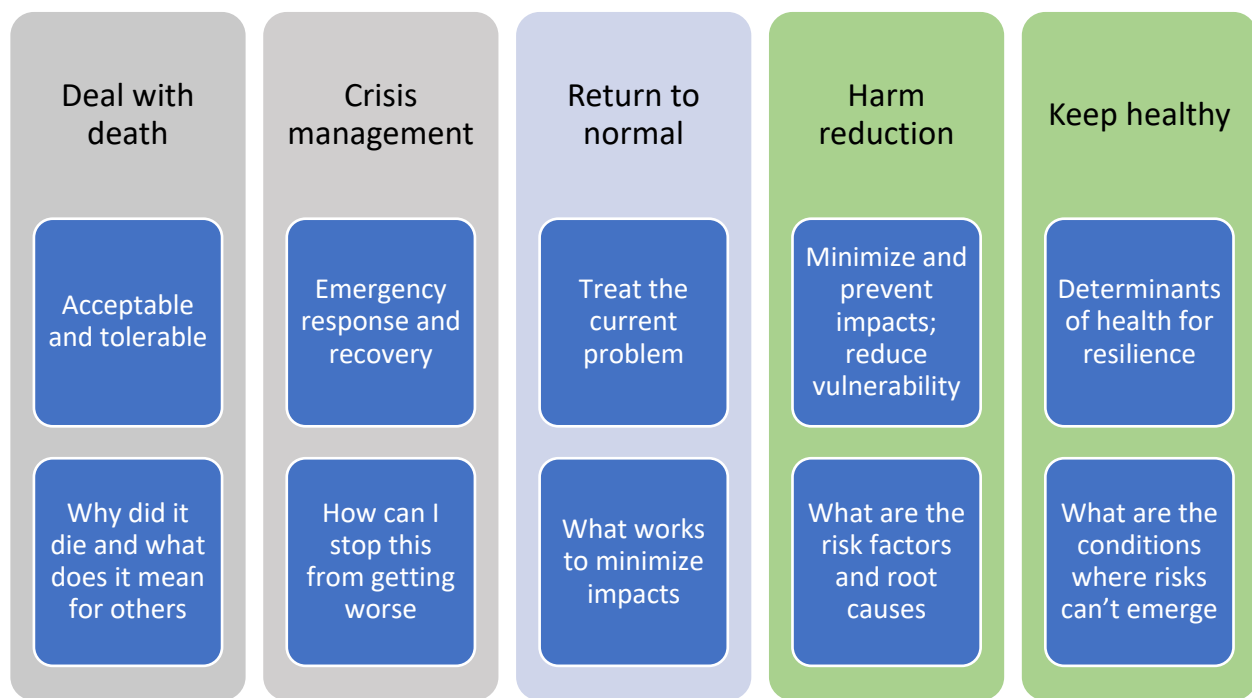 Deal with
death
Acceptable
and tolerable
Why did it
die and what
does it mean
for others
Crisis
management
Emergency
response and
recovery
How can I
stop this
from getting
worse
Return to
normal
Treat the
current
problem
What works
to minimize
impacts
Harm
reduction
Minimize and
prevent
impacts;
reduce
vulnerability
What are the
risk factors
and root
causes
Keep healthy
Determinants
of health for
resilience
What are the
conditions
where risks
can’t emerge